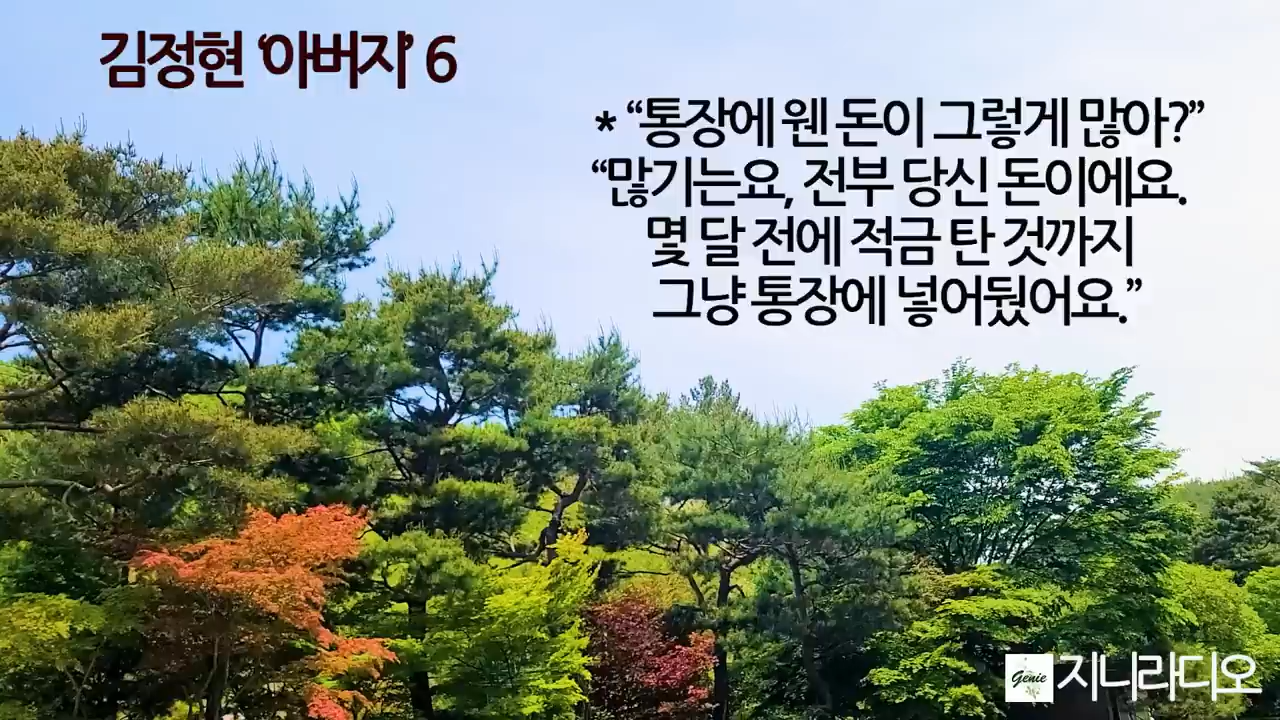 김정현 ‘아버지’ 6
* “통장에 웬 돈이 그렇게 많아?”
“많기는요, 전부 당신 돈이에요.
몇 달 전에 적금 탄 것까지
그냥 통장에 넣어뒀어요.”
Genie 지니라디오